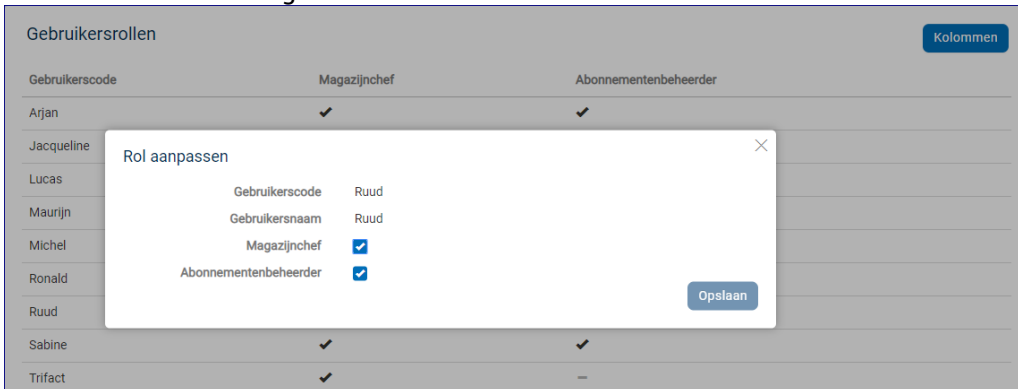 Gebruikersrollen
Kolommen
Gebruikerscode Magazijnchef Abonnementenbeheerder
Arjan ✔ ✔
Jacqueline
Rol aanpassen
Lucas
Gebruikerscode Ruud
Maurijn
Gebruikersnaam Ruud
Michel
Magazijnchef
Abonnementenbeheerder
Ronald
Opslaan
Ruud
Sabine ✔ ✔
Trifact ✔ –